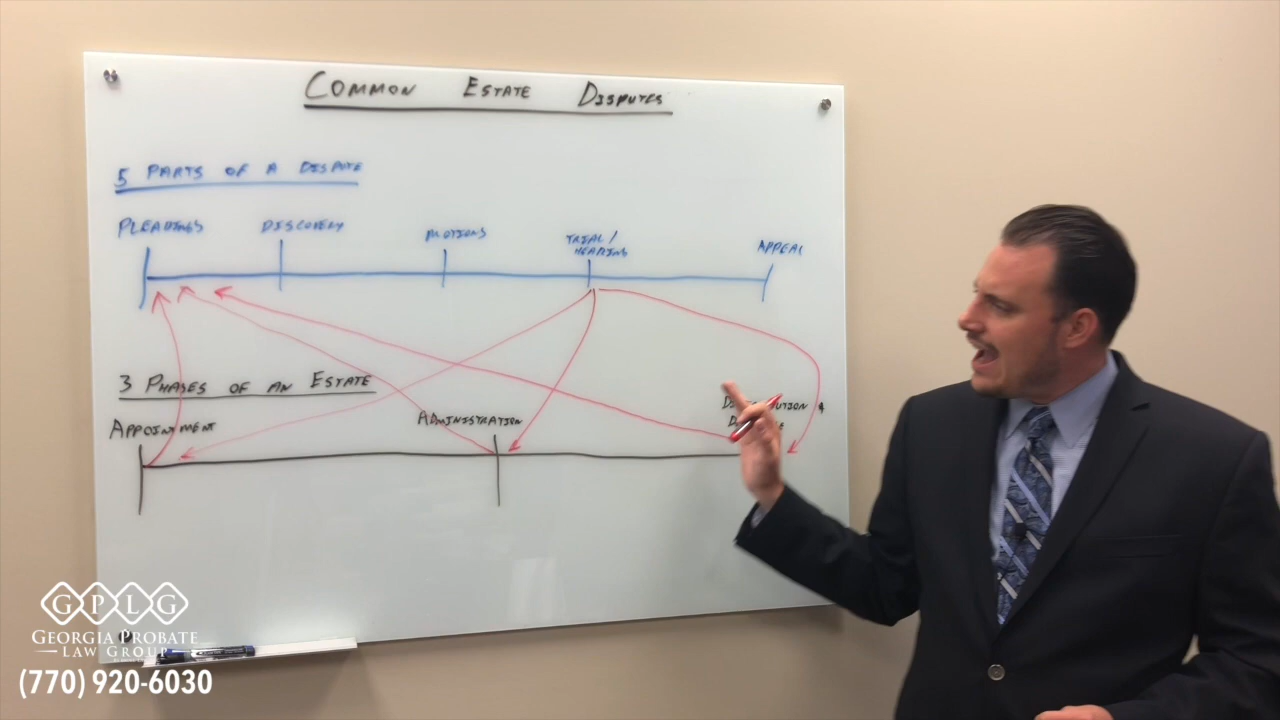 COMMON ESTATE DISPUTES
5 PARTS OF A DISPUTE
PLEADINGS DISCOVERY MOTIONS TRIAL/ HEARING APPEAL
3 PHASES OF AN ESTATE
APPOINTMENT ADMINISTRATION
GPLG
GEORGIA PROBATE
LAW GROUP
(770) 920-6030